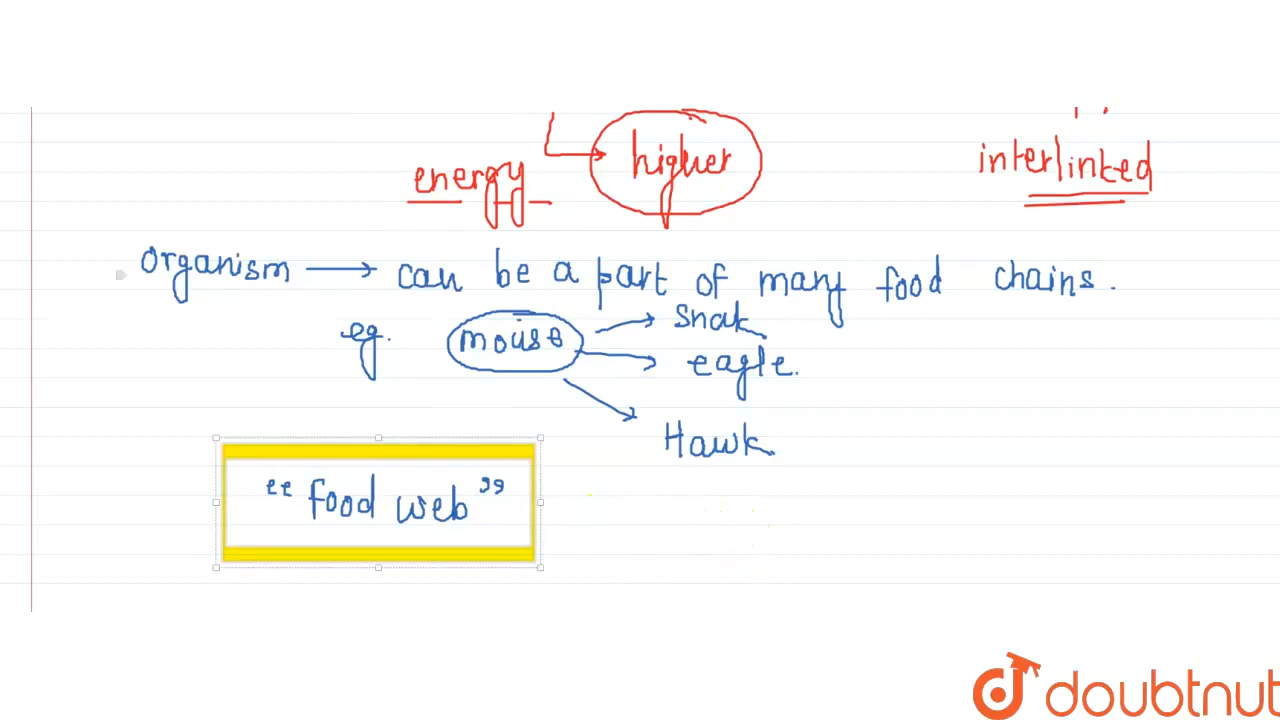 higher
energy
interlinked
organism → can be a part of many food chains.
eg. mouse → Snak
→ eagle.
→ Hawk
"food web"
doubtnut